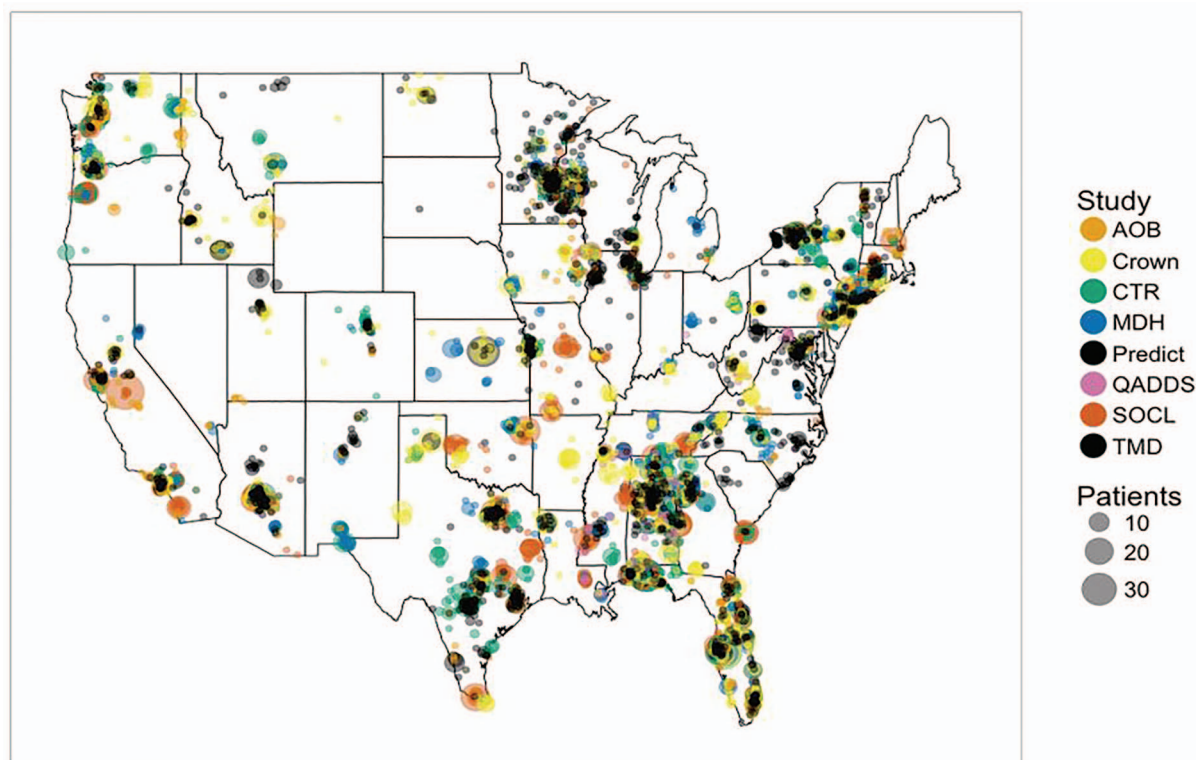 Study
AOB
Crown
CTR
MDH
Predict
QADDS
SOCL
TMD
Patients
10
20
30